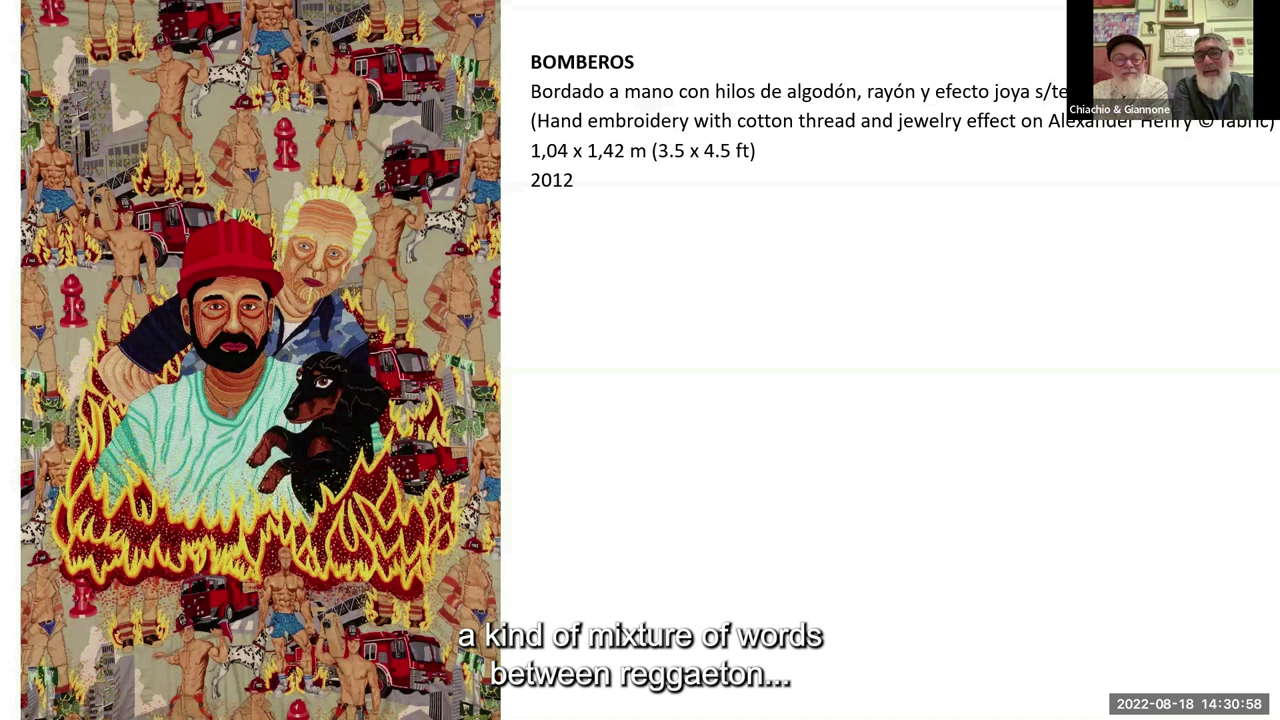 BOMBEROS
Bordado a mano con hilos de algodón, rayón y efecto joya s/te
(Hand embroidery with cotton thread and jewelry effect on Alexander Henry © fabric)
1,04 x 1,42 m (3.5 x 4.5 ft)
2012
Chiachio & Giannone
a kind of mixture of words
between reggaeton...
2022-08-18 14:30:58